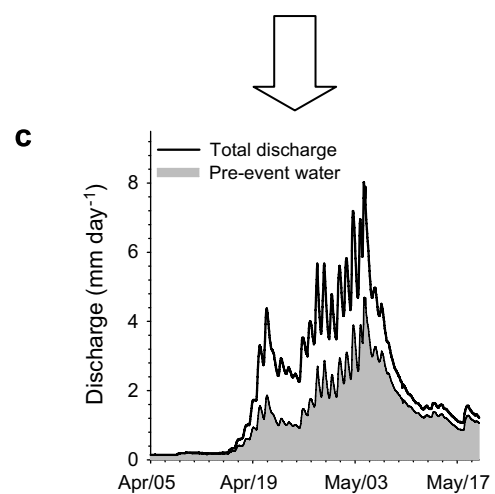 c
Total discharge
Pre-event water
Discharge (mm day⁻¹)
8
6
4
2
0
Apr/05 Apr/19 May/03 May/17